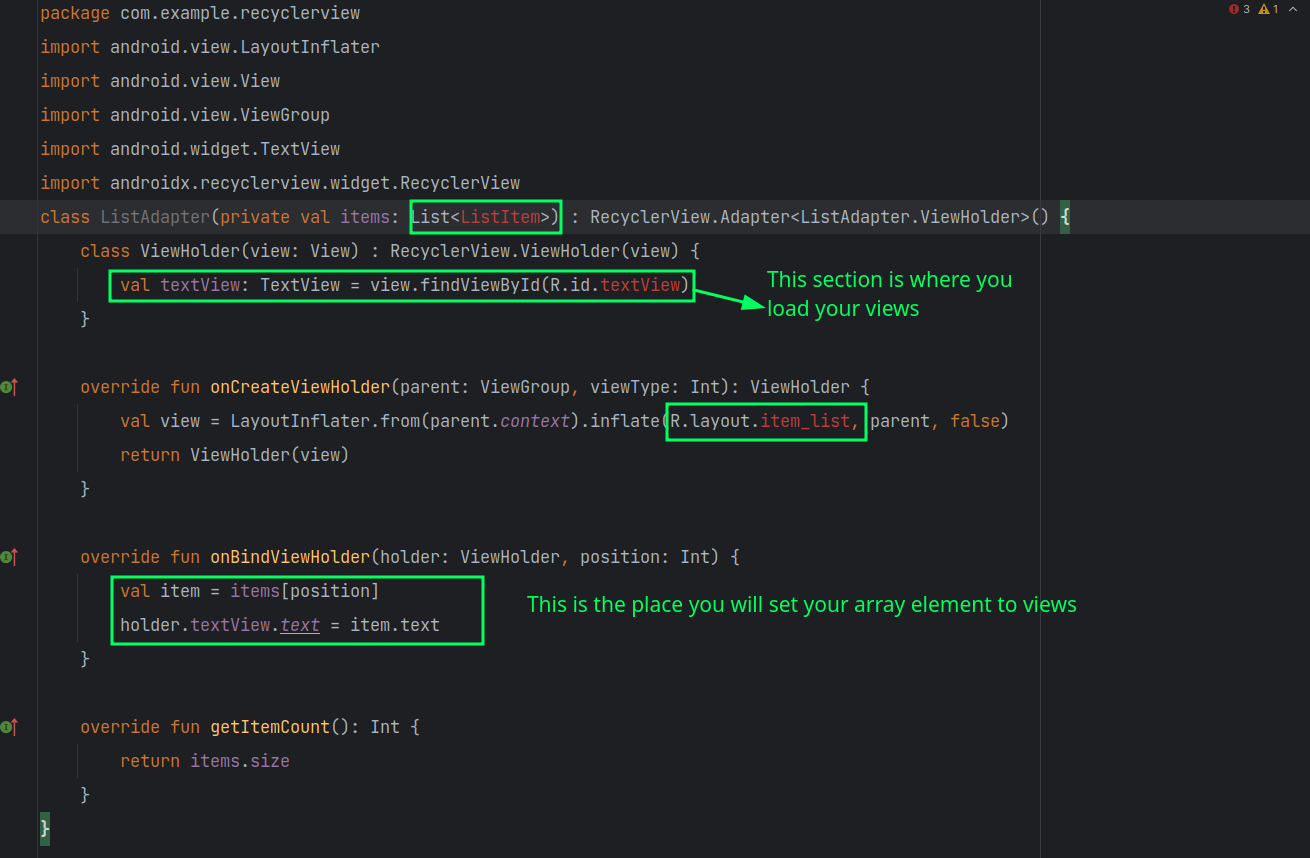 package com.example.recyclerview
3 1
import android.view.LayoutInflater
import android.view.View
import android.view.ViewGroup
import android.widget.TextView
import androidx.recyclerview.widget.RecyclerView
class ListAdapter(private val items: List<ListItem>) : RecyclerView.Adapter<ListAdapter.ViewHolder>() {
class ViewHolder(view: View) : RecyclerView.ViewHolder(view) {
val textView: TextView = view.findViewById(R.id.textView)
This section is where you
load your views
}
override fun onCreateViewHolder(parent: ViewGroup, viewType: Int): ViewHolder {
val view = LayoutInflater.from(parent.context).inflate(R.layout.item_list, parent, false)
return ViewHolder(view)
}
override fun onBindViewHolder(holder: ViewHolder, position: Int) {
val item = items[position]
holder.textView.text = item.text
This is the place you will set your array element to views
}
override fun getItemCount(): Int {
return items.size
}
}